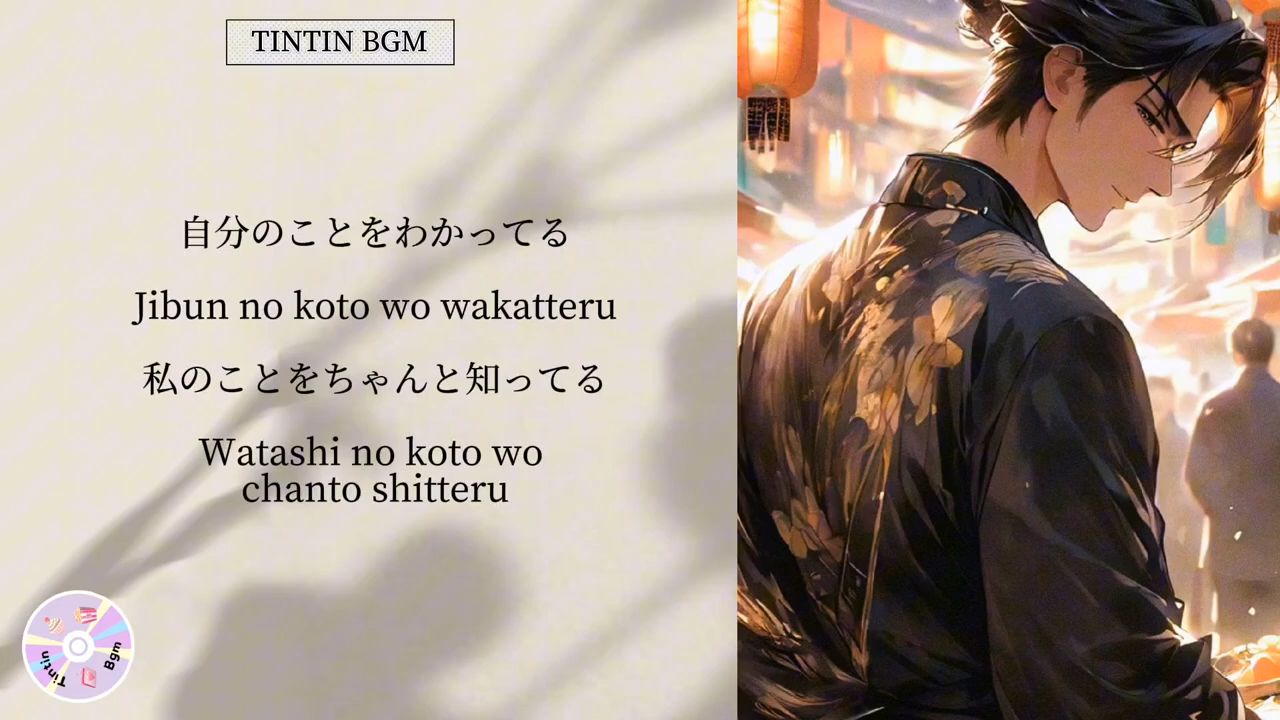 TINTIN BGM
自分のことをわかってる
Jibun no koto wo wakatteru
私のことをちゃんと知ってる
Watashi no koto wo
chanto shitteru
Tintin Bgm